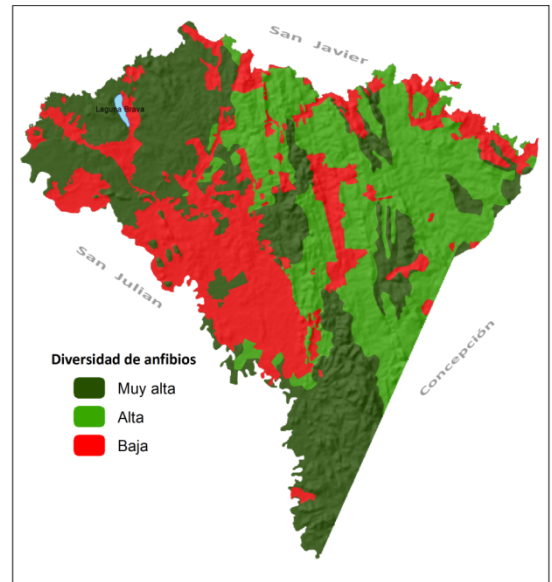 San Javier
Laguna Brava
San Julian
Concepción
Diversidad de anfibios
Muy alta
Alta
Baja